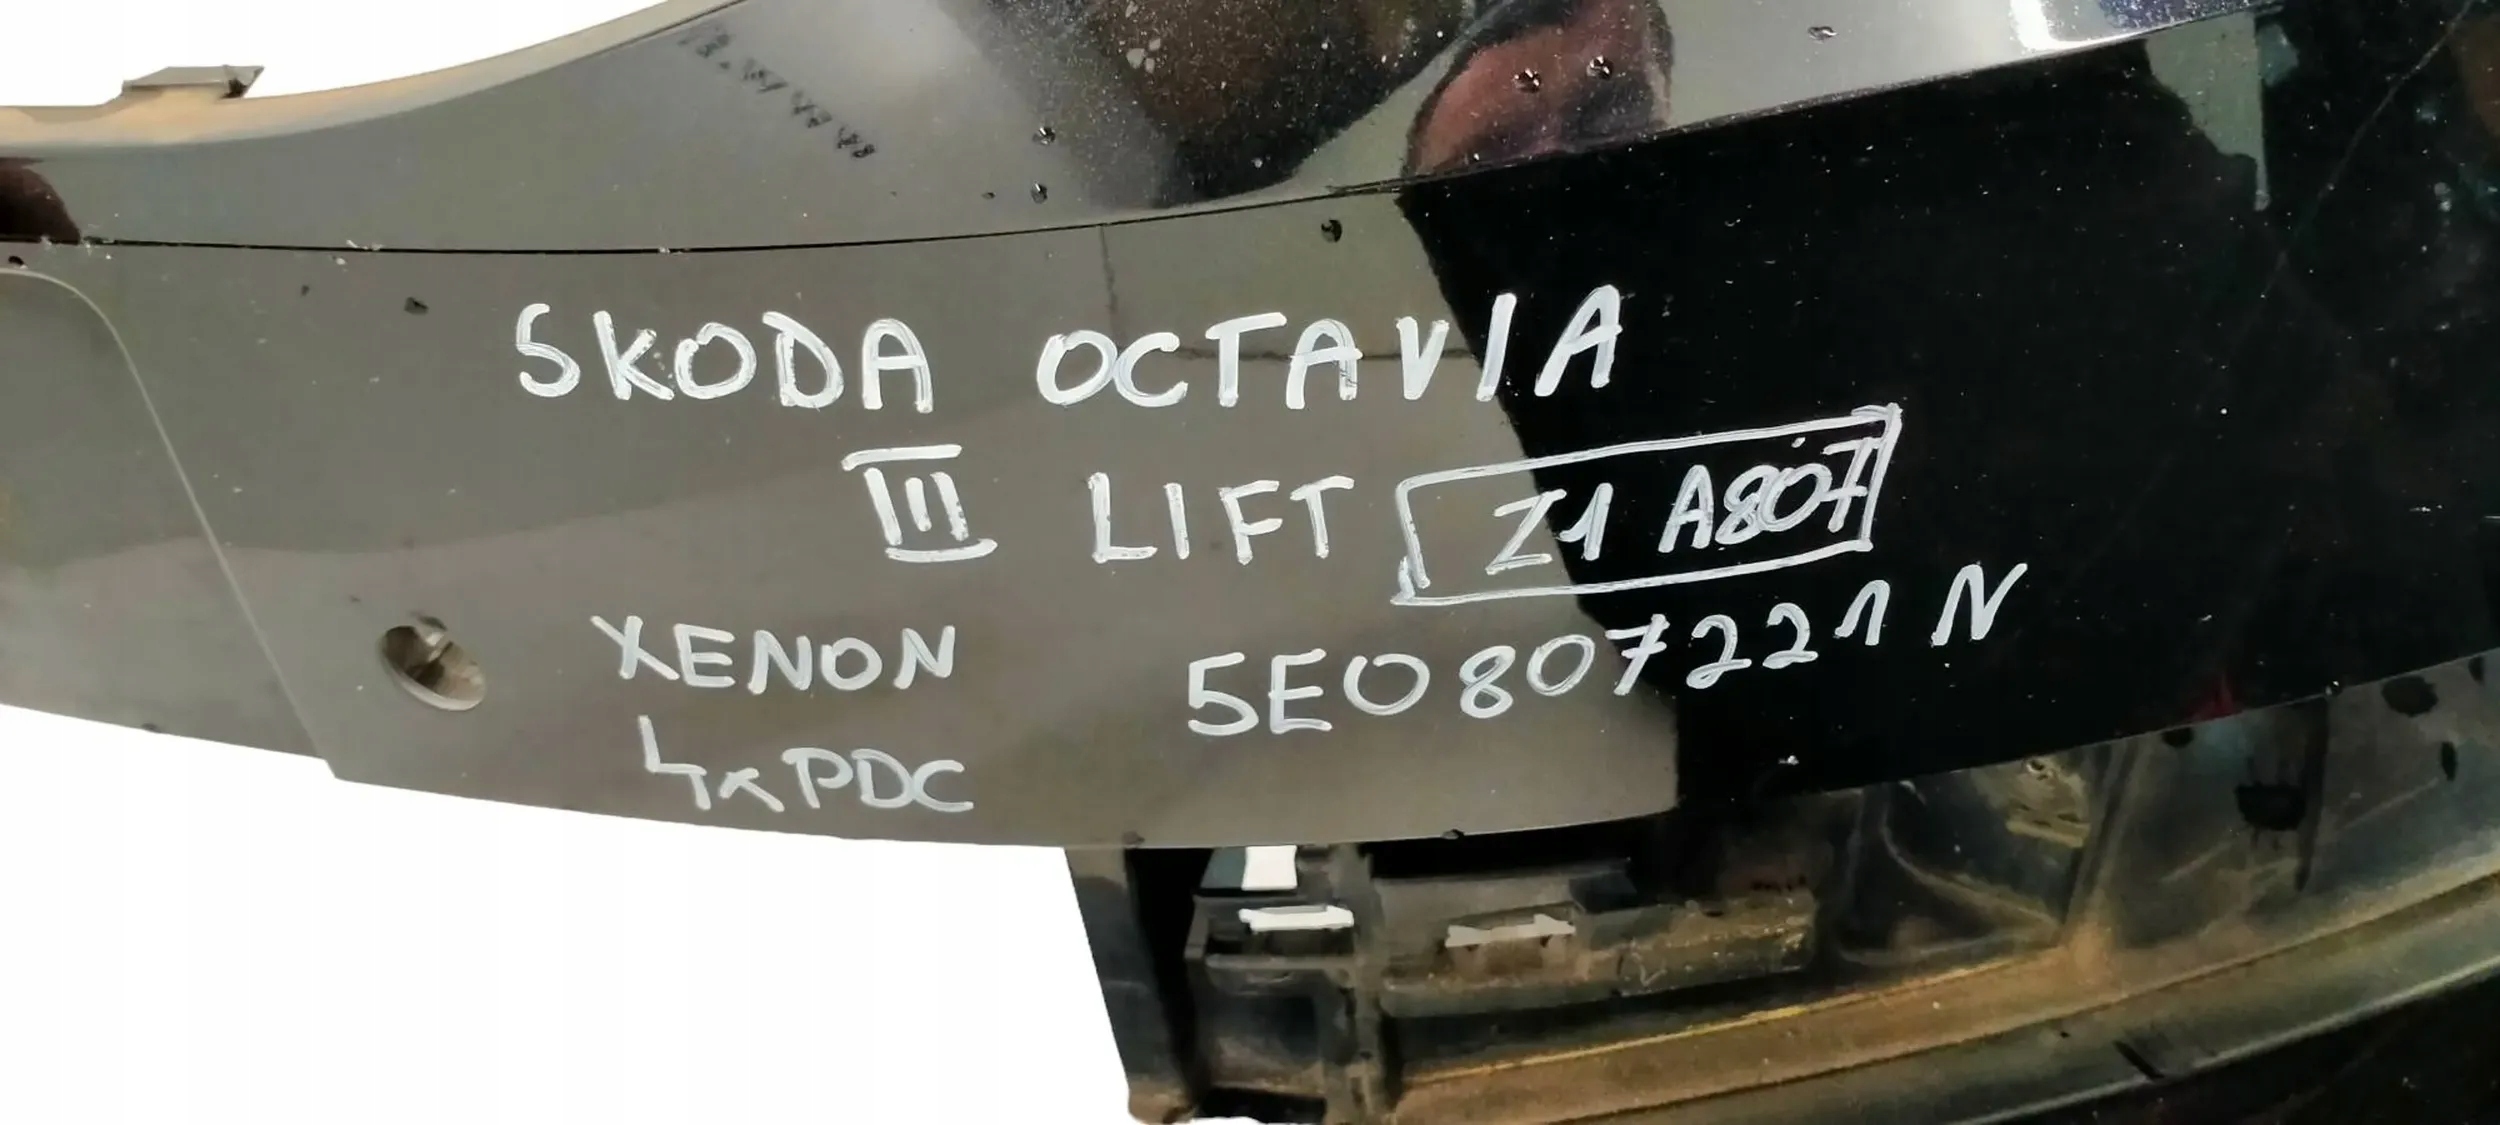 SKODA OCTAVIA
III LIFT Z1 A807
XENON 5E0807221N
4xPDC